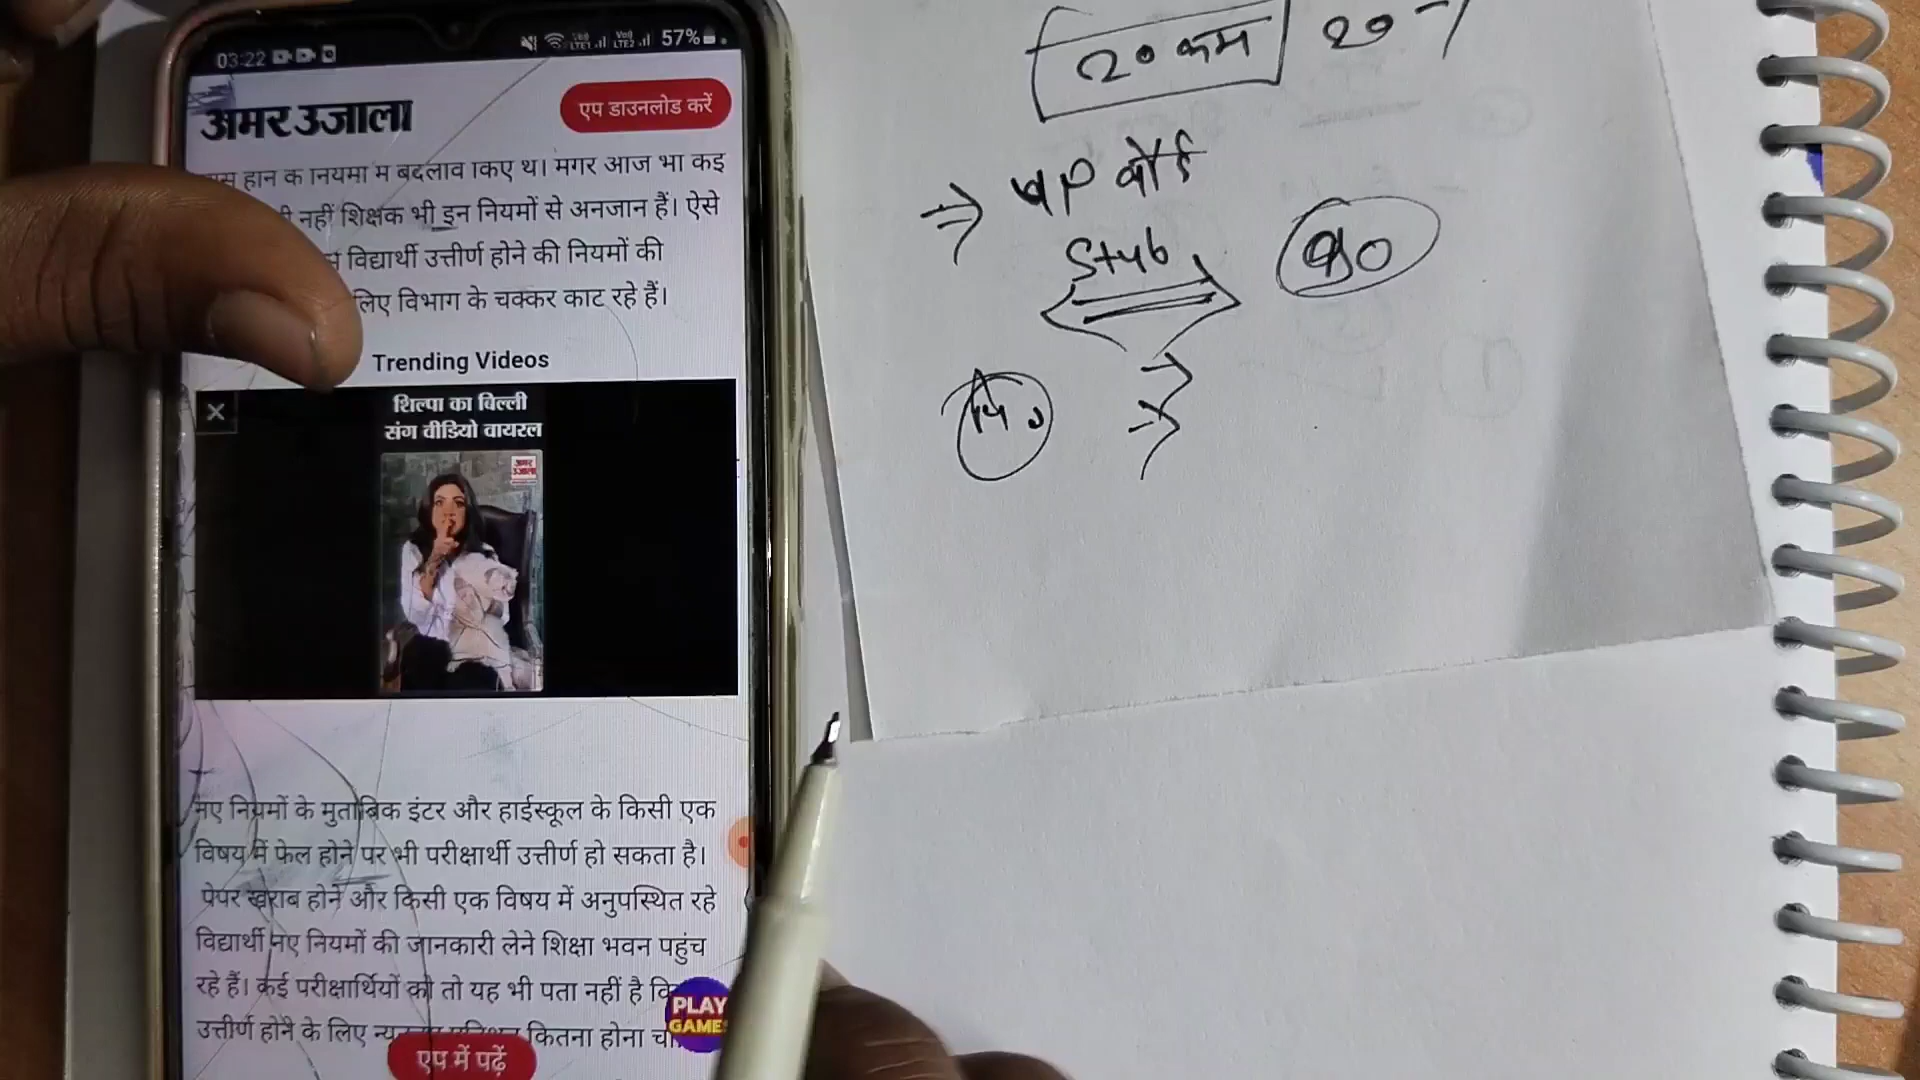 03:22
57%
अमर उजाला
एप डाउनलोड करें
बदलाव किए थे। मगर आज भी कई
नहीं शिक्षक भी इन नियमों से अनजान हैं। ऐसे
विद्यार्थी उत्तीर्ण होने की नियमों की
लिए विभाग के चक्कर काट रहे हैं।
Trending Videos
शिल्पा का बिल्ली
संग वीडियो वायरल
अमर
उजाला
नए नियमों के मुताबिक इंटर और हाईस्कूल के किसी एक
विषय में फेल होने पर भी परीक्षार्थी उत्तीर्ण हो सकता है।
पेपर खराब होने और किसी एक विषय में अनुपस्थित रहे
विद्यार्थी नए नियमों की जानकारी लेने शिक्षा भवन पहुंच
रहे हैं। कई परीक्षार्थियों को तो यह भी पता नहीं है
उत्तीर्ण होने के लिए कितना होना
PLAY
GAME
एप में पढ़ें
20 कम
UP बोर्ड
Stub